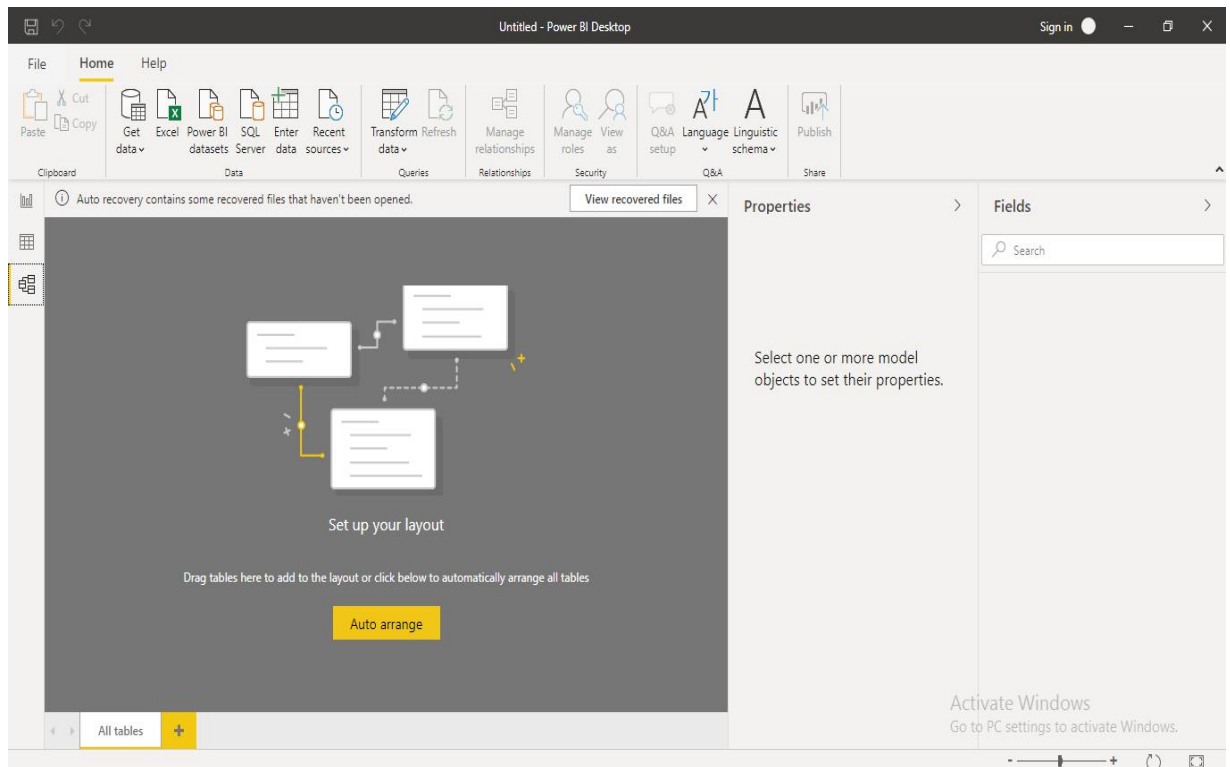 Untitled - Power BI Desktop
Sign in
File Home Help
Paste
Cut
Copy
Clipboard
Get data
Excel
Power BI datasets
SQL Server
Enter data
Recent sources
Data
Transform data
Refresh
Queries
Manage relationships
Relationships
Manage roles
View as
Security
Q&A setup
Language
Linguistic schema
Q&A
Publish
Share
Auto recovery contains some recovered files that haven't been opened.
View recovered files
Set up your layout
Drag tables here to add to the layout or click below to automatically arrange all tables
Auto arrange
All tables
Properties
Select one or more model
objects to set their properties.
Fields
Search
Activate Windows
Go to PC settings to activate Windows.